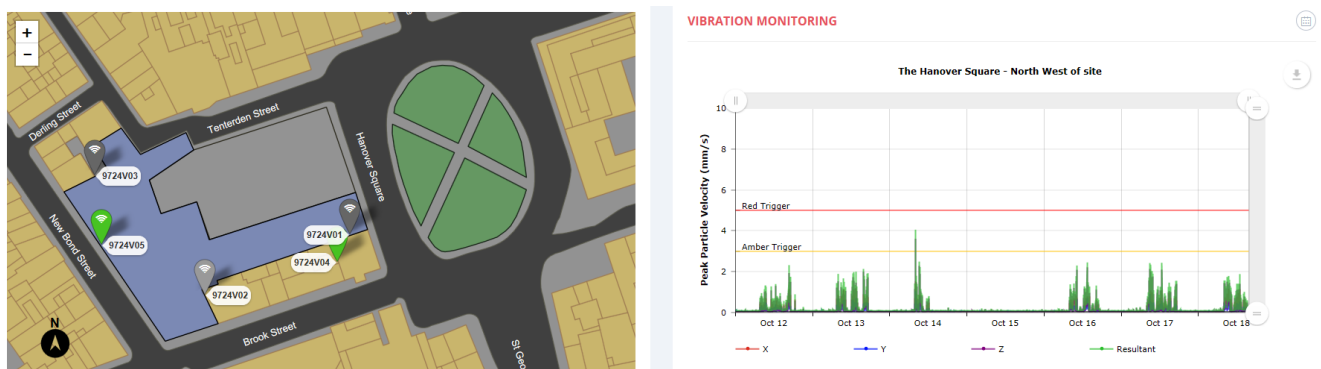 +
−
Derling Street
Tenterden Street
Hanover Square
9724V03
9724V05
New Bond Street
9724V01
9724V04
9724V02
N
Brook Street
St Geo
VIBRATION MONITORING
The Hanover Square - North West of site
Peak Particle Velocity (mm/s)
10
8
6
Red Trigger
4
Amber Trigger
2
0
Oct 12 Oct 13 Oct 14 Oct 15 Oct 16 Oct 17 Oct 18
X Y Z Resultant